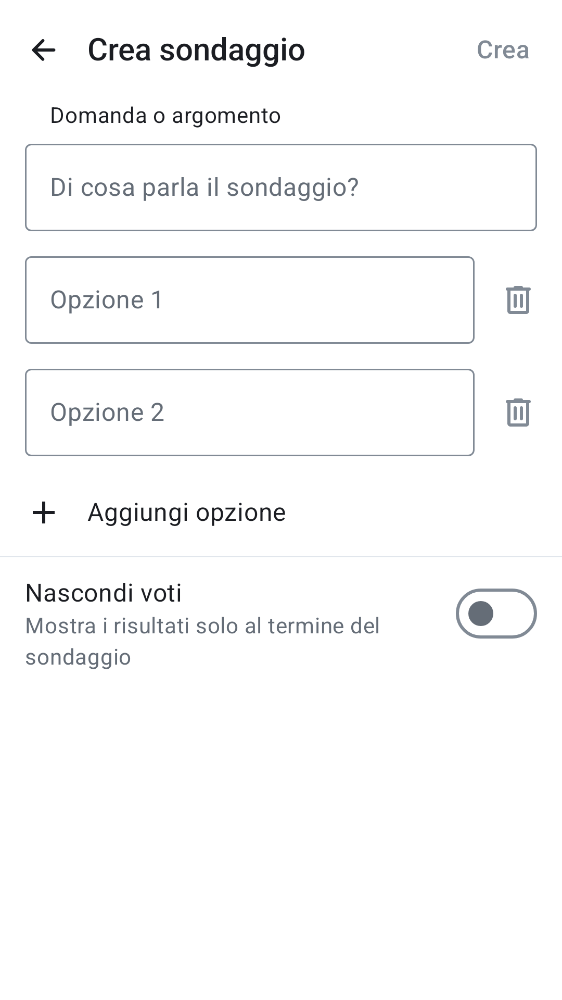 Crea sondaggio
Crea
Domanda o argomento
Di cosa parla il sondaggio?
Opzione 1
Opzione 2
Aggiungi opzione
Nascondi voti
Mostra i risultati solo al termine del
sondaggio